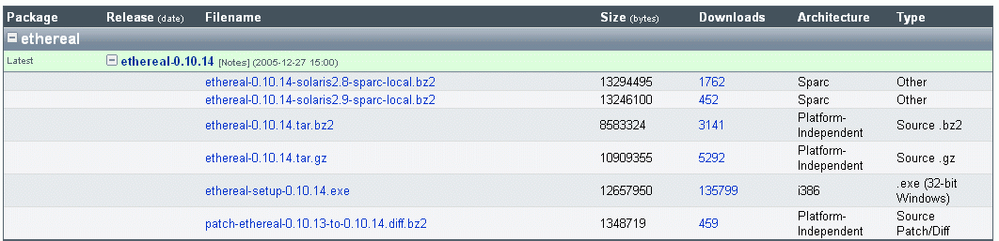 Package Release (date) Filename Size (bytes) Downloads Architecture Type
ethereal
Latest ethereal-0.10.14 [Notes] (2005-12-27 15:00)
ethereal-0.10.14-solaris2.8-sparc-local.bz2 13294495 1762 Sparc Other
ethereal-0.10.14-solaris2.9-sparc-local.bz2 13246100 452 Sparc Other
ethereal-0.10.14.tar.bz2 8583324 3141 Platform-Independent Source .bz2
ethereal-0.10.14.tar.gz 10909355 5292 Platform-Independent Source .gz
ethereal-setup-0.10.14.exe 12657950 135799 i386 .exe (32-bit Windows)
patch-ethereal-0.10.13-to-0.10.14.diff.bz2 1348719 459 Platform-Independent Source Patch/Diff